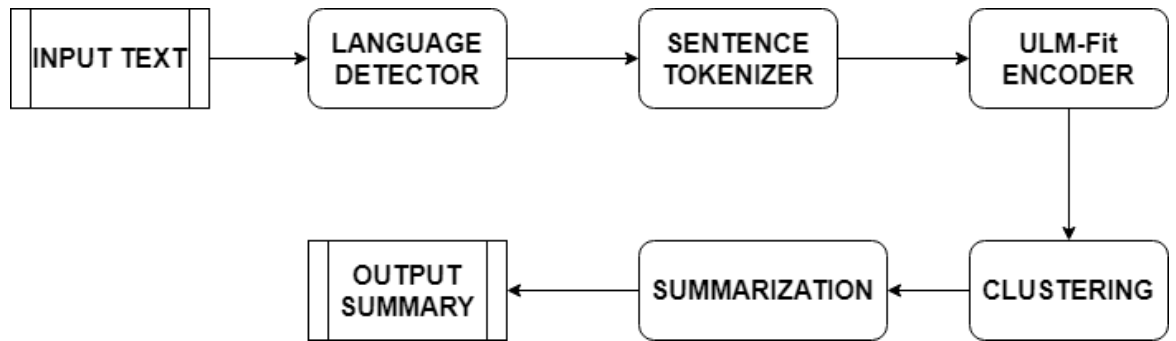 INPUT TEXT
LANGUAGE
DETECTOR
SENTENCE
TOKENIZER
ULM-Fit
ENCODER
CLUSTERING
SUMMARIZATION
OUTPUT
SUMMARY